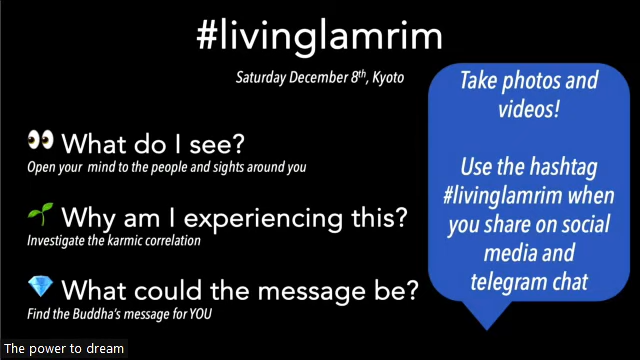 #livinglamrim
Saturday December 8th, Kyoto
Take photos and
videos!
Use the hashtag
#livinglamrim when
you share on social
media and
telegram chat
👀 What do I see?
Open your mind to the people and sights around you
🌱 Why am I experiencing this?
Investigate the karmic correlation
💎 What could the message be?
Find the Buddha's message for YOU
The power to dream